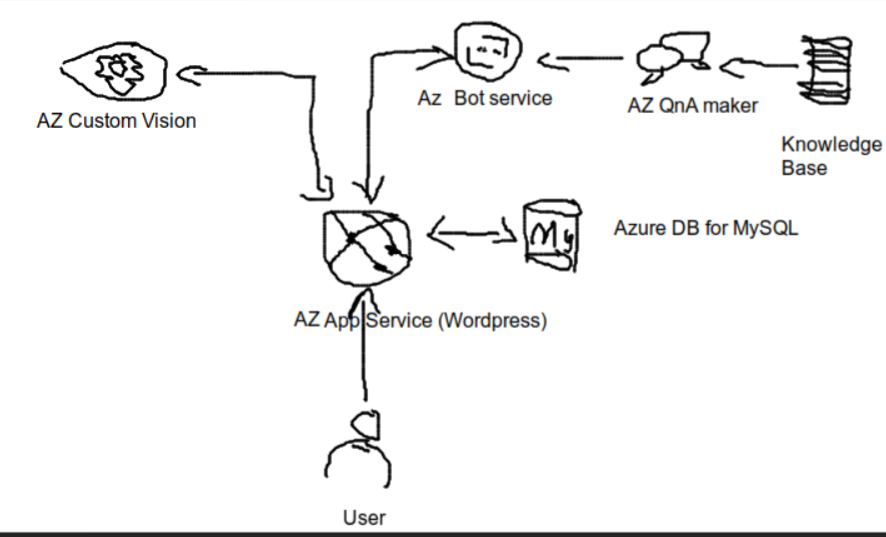 Az Bot service
AZ QnA maker
AZ Custom Vision
Knowledge
Base
My
Azure DB for MySQL
AZ App Service (Wordpress)
User